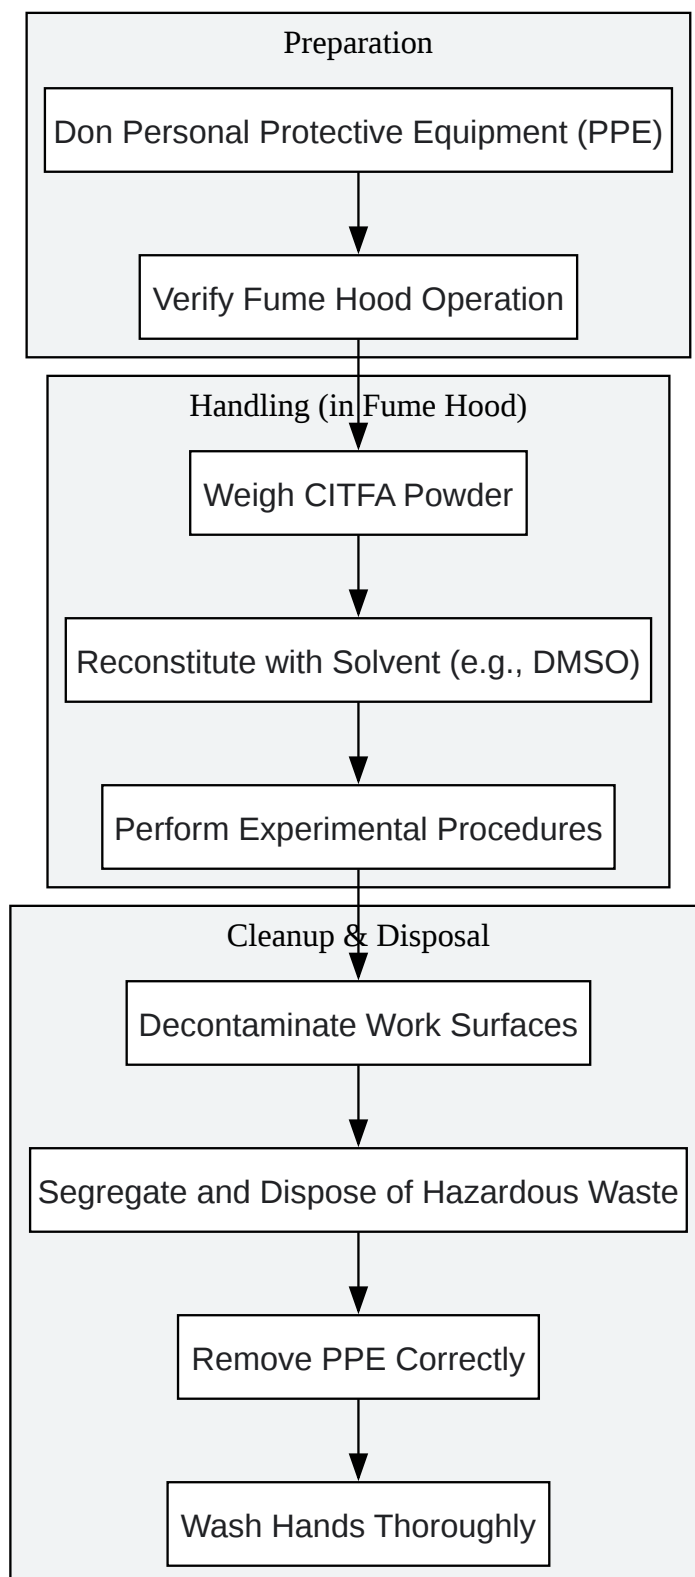 Preparation
Don Personal Protective Equipment (PPE)
Verify Fume Hood Operation
Handling (in Fume Hood)
Weigh CITFA Powder
Reconstitute with Solvent (e.g., DMSO)
Perform Experimental Procedures
Cleanup & Disposal
Decontaminate Work Surfaces
Segregate and Dispose of Hazardous Waste
Remove PPE Correctly
Wash Hands Thoroughly